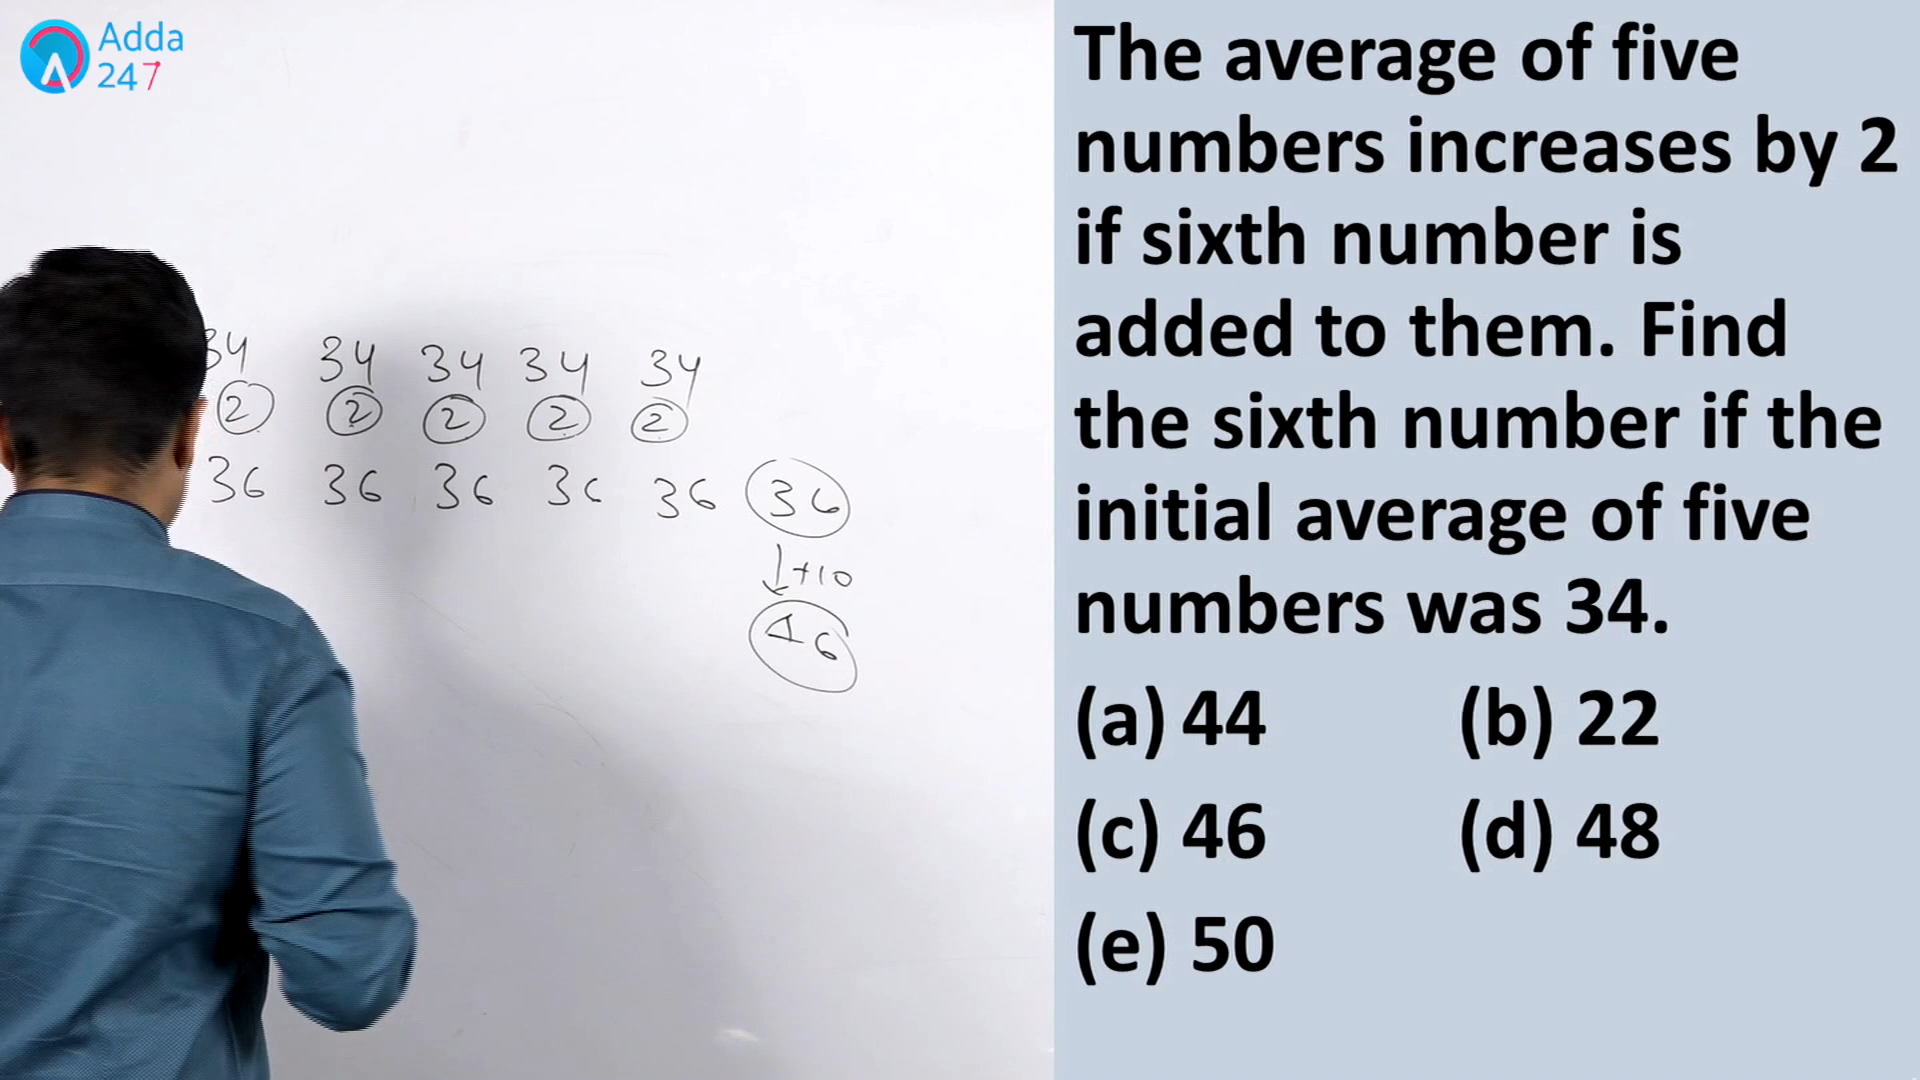 Adda
247
34 34 34 34 34
2 2 2 2 2
36 36 36 36 36 36
+10
46
The average of five
numbers increases by 2
if sixth number is
added to them. Find
the sixth number if the
initial average of five
numbers was 34.
(a) 44 (b) 22
(c) 46 (d) 48
(e) 50